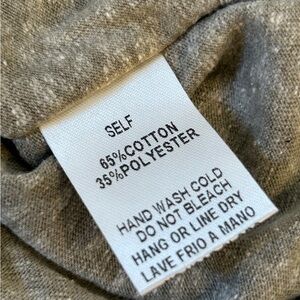 SELF
65%COTTON
35%POLYESTER
HAND WASH COLD
DO NOT BLEACH
HANG OR LINE DRY
LAVE FRIO A MANO